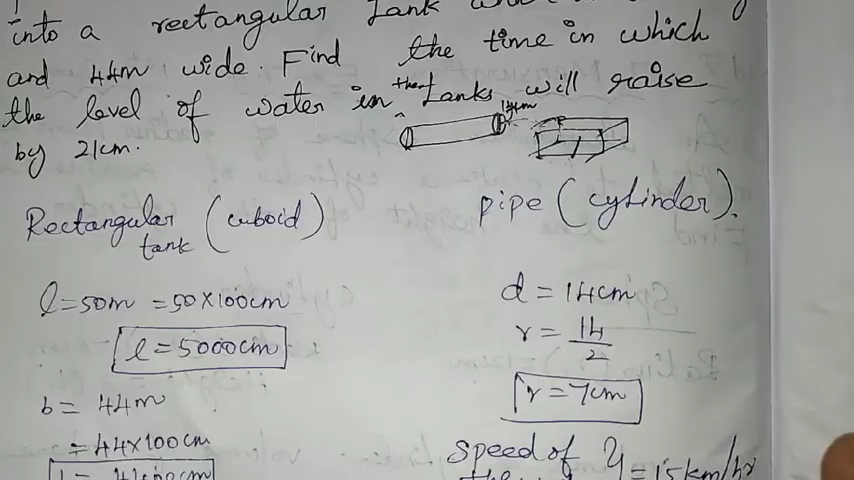 into a rectangular tank
and 44m wide. Find the time in which
the level of water in the tanks will raise
by 21cm.
14cm
Rectangular tank (cuboid)
pipe (cylinder).
l = 50m = 50×100cm
l = 5000cm
b = 44m
= 44×100cm
d = 14cm
r = 14/2
r = 7cm
speed of = 15km/hr